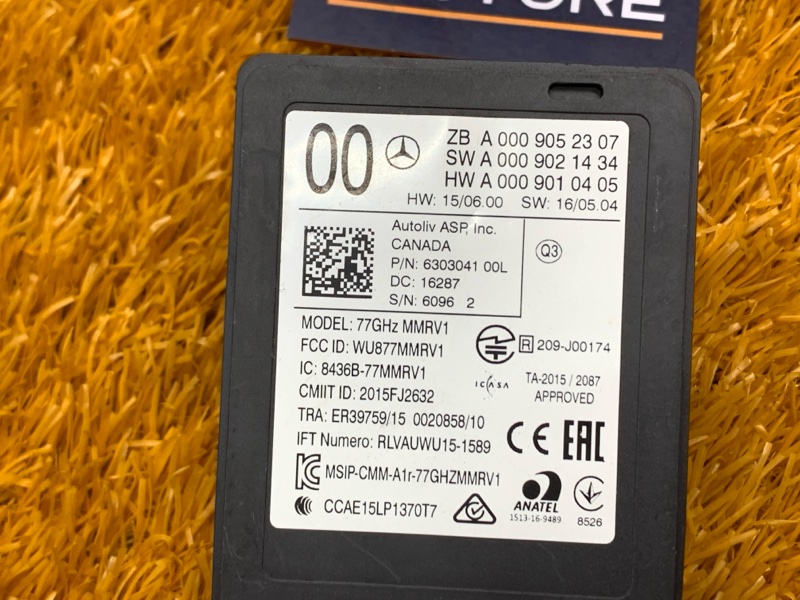 00
ZB A 000 905 23 07
SW A 000 902 14 34
HW A 000 901 04 05
HW: 15/06.00 SW: 16/05.04
Autoliv ASP, Inc.
CANADA
P/N: 6303041 00L
DC: 16287
S/N: 6096 2
Q3
MODEL: 77GHz MMRV1
FCC ID: WU877MMRV1
IC: 8436B-77MMRV1
CMIIT ID: 2015FJ2632
TRA: ER39759/15 0020858/10
IFT Numero: RLVAUWU15-1589
MSIP-CMM-A1r-77GHZMMRV1
CCAE15LP1370T7
R 209-J00174
ICASA TA-2015 / 2087
APPROVED
CE EAC
ANATEL
1513-16-9489
8526